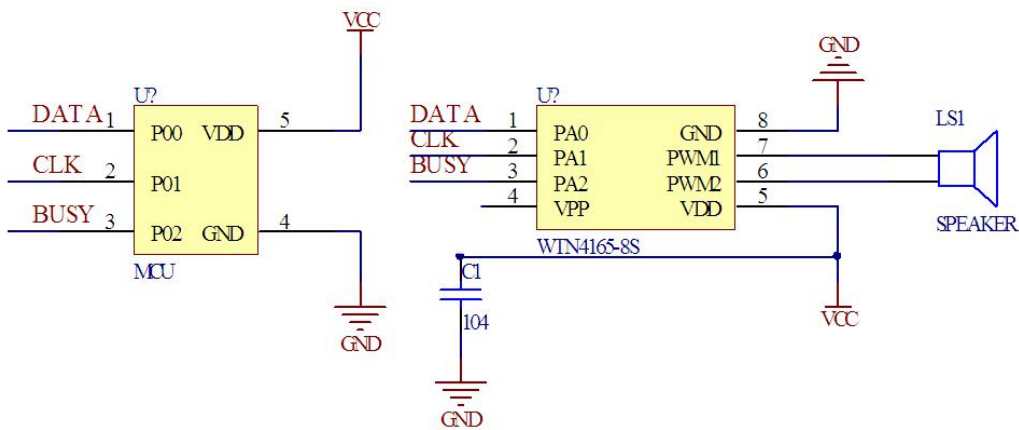 VCC
U?
DATA 1 P00 VDD 5
CLK 2 P01
BUSY 3 P02 GND 4
MCU
GND
GND
U?
DATA 1 PA0 GND 8
CLK 2 PA1 PWM1 7
BUSY 3 PA2 PWM2 6
4 VPP VDD 5
WTN4165-8S
LS1
SPEAKER
C1
104
VCC
GND